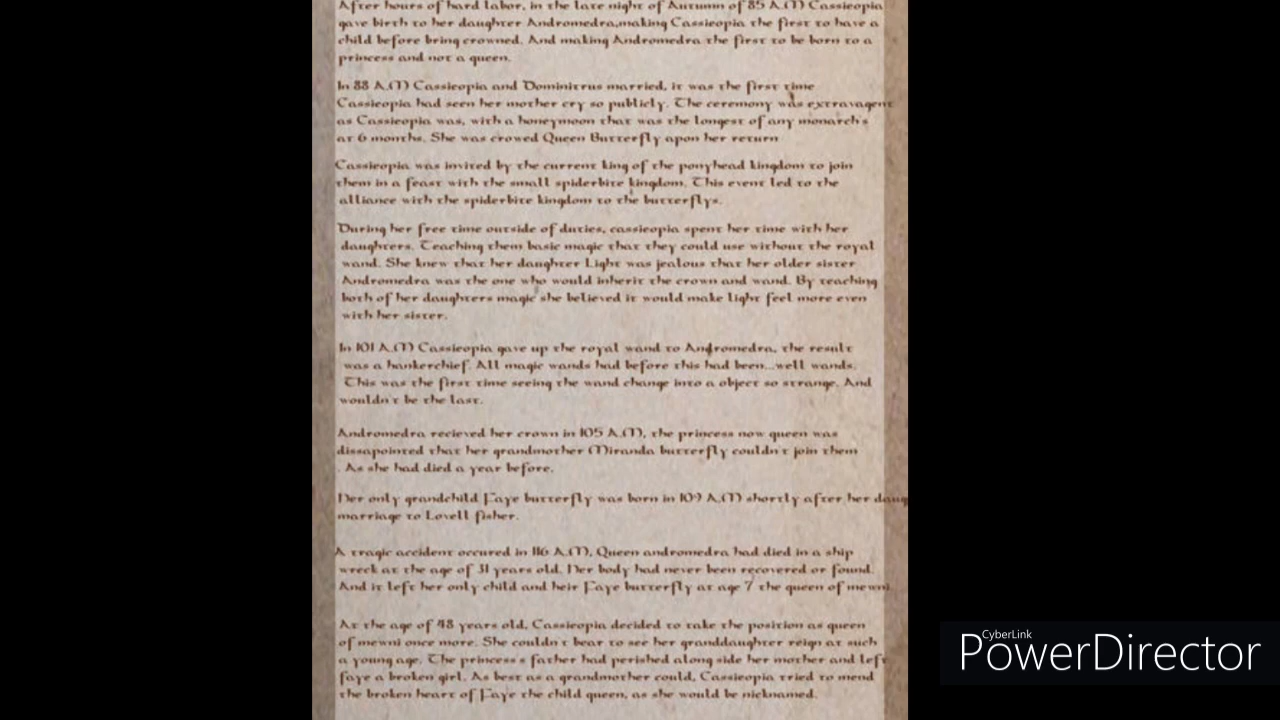 After hours of hard labor, in the late night of Autumn of 85 A.M Cassieopia
gave birth to her daughter Andromedra,making Cassieopia the first to have a
child before bring crowned. And making Andromedra the first to be born to a
princess and not a queen.
In 88 A.M Cassieopia and Dominitrus married, it was the first time
Cassieopia had seen her mother cry so publicly. The ceremony was extravagent
as Cassieopia was, with a honeymoon that was the longest of any monarch's
at 6 months. She was crowed Queen Butterfly apon her return
Cassieopia was invited by the current king of the ponyhead kingdom to join
them in a feast with the small spiderbite kingdom. This event led to the
alliance with the spiderbite kingdom to the butterflys.
During her free time outside of duties, cassieopia spent her time with her
daughters. Teaching them basic magic that they could use without the royal
wand. She knew that her daughter Light was jealous that her older sister
Andromedra was the one who would inherit the crown and wand. By teaching
both of her daughters magic she believed it would make light feel more even
with her sister.
In 101 A.M Cassieopia gave up the royal wand to Andromedra, the result
was a hankerchief. All magic wands had before this had been...well wands.
This was the first time seeing the wand change into a object so strange. And
wouldn't be the last.
Andromedra recieved her crown in 105 A.M, the princess now queen was
dissapointed that her grandmother Miranda butterfly couldn't join them
. As she had died a year before.
Her only grandchild Faye butterfly was born in 109 A.M shortly after her daug
marriage to Lovell fisher.
A tragic accident occured in 116 A.M, Queen andromedra had died in a ship
wreck at the age of 31 years old. Her body had never been recovered or found.
And it left her only child and heir Faye butterfly at age 7 the queen of mewni.
At the age of 48 years old, Cassieopia decided to take the position as queen
of mewni once more. She couldn't bear to see her granddaughter reign at such
a young age. The princess's father had perished along side her mother and left
faye a broken girl. As best as a grandmother could, Cassieopia tried to mend
the broken heart of Faye the child queen, as she would be nicknamed.
CyberLink
PowerDirector